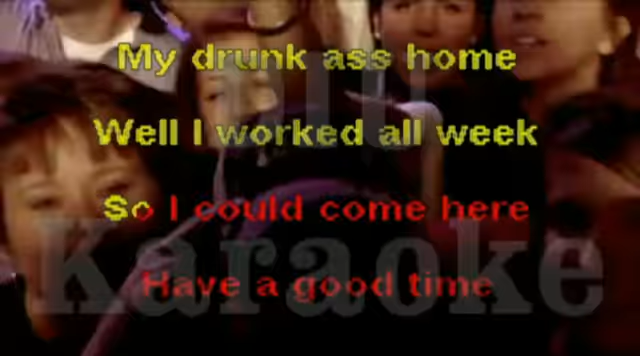 My drunk ass home
Well I worked all week
So I could come here
Have a good time
Karaoke